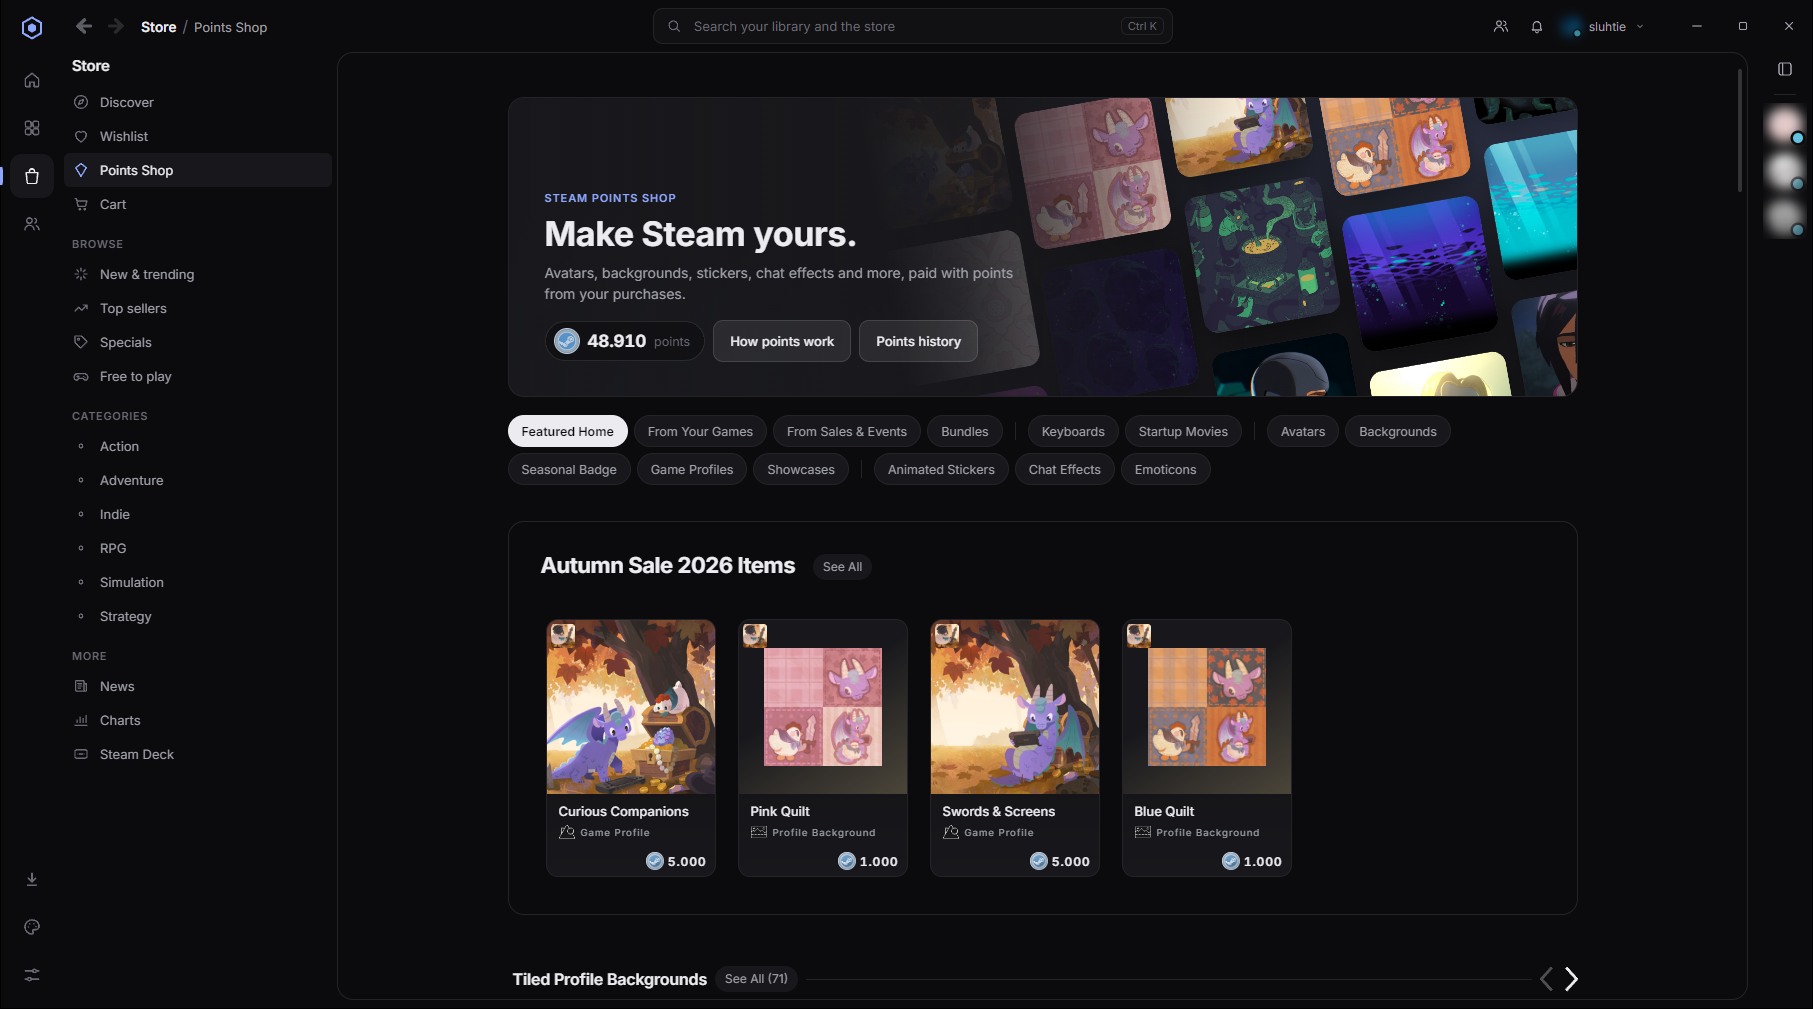 Store / Points Shop
Search your library and the store
Ctrl K
sluhtie
Store
Discover
Wishlist
Points Shop
Cart
BROWSE
New & trending
Top sellers
Specials
Free to play
CATEGORIES
Action
Adventure
Indie
RPG
Simulation
Strategy
MORE
News
Charts
Steam Deck
STEAM POINTS SHOP
Make Steam yours.
Avatars, backgrounds, stickers, chat effects and more, paid with points
from your purchases.
48.910 points
How points work
Points history
Featured Home
From Your Games
From Sales & Events
Bundles
Keyboards
Startup Movies
Avatars
Backgrounds
Seasonal Badge
Game Profiles
Showcases
Animated Stickers
Chat Effects
Emoticons
Autumn Sale 2026 Items
See All
Curious Companions
Game Profile
5.000
Pink Quilt
Profile Background
1.000
Swords & Screens
Game Profile
5.000
Blue Quilt
Profile Background
1.000
Tiled Profile Backgrounds
See All (71)